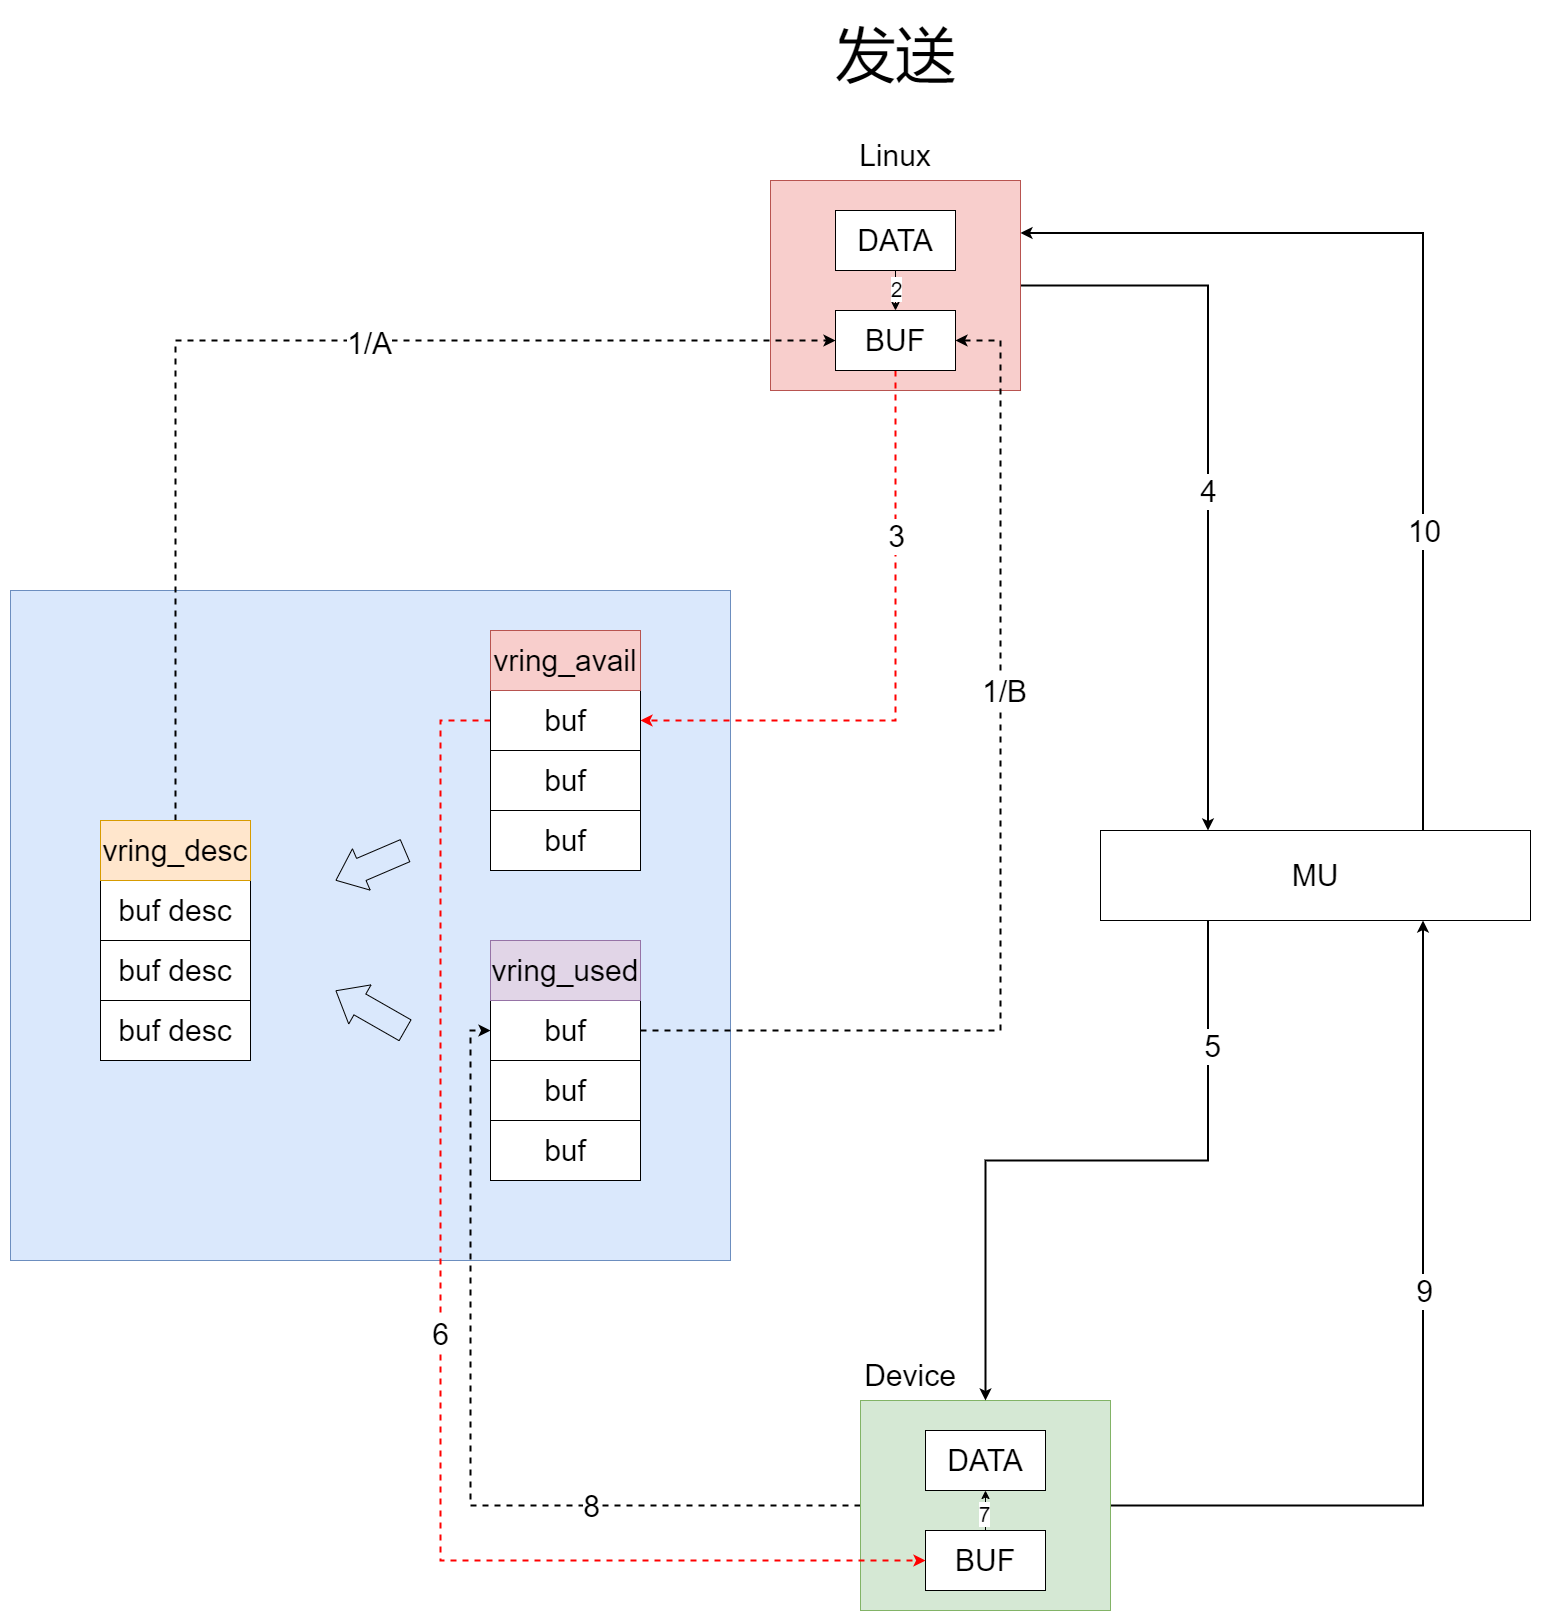 发送
Linux
DATA
2
BUF
1/A
3
4
10
vring_avail
buf
buf
buf
1/B
vring_desc
buf desc
buf desc
buf desc
MU
vring_used
buf
buf
buf
5
9
6
Device
DATA
7
BUF
8